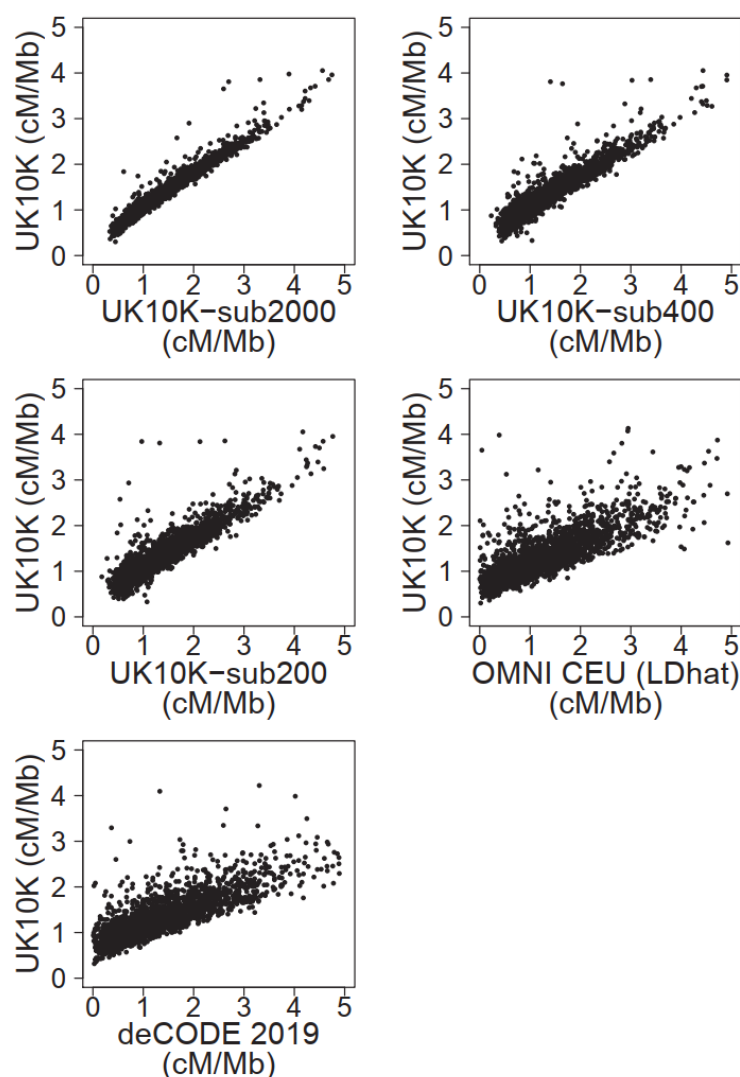 5
4
3
2
1
0
UK10K (cM/Mb)
0 1 2 3 4 5
UK10K−sub2000
(cM/Mb)
5
4
3
2
1
0
UK10K (cM/Mb)
0 1 2 3 4 5
UK10K−sub400
(cM/Mb)
5
4
3
2
1
0
UK10K (cM/Mb)
0 1 2 3 4 5
UK10K−sub200
(cM/Mb)
5
4
3
2
1
0
UK10K (cM/Mb)
0 1 2 3 4 5
OMNI CEU (LDhat)
(cM/Mb)
5
4
3
2
1
0
UK10K (cM/Mb)
0 1 2 3 4 5
deCODE 2019
(cM/Mb)